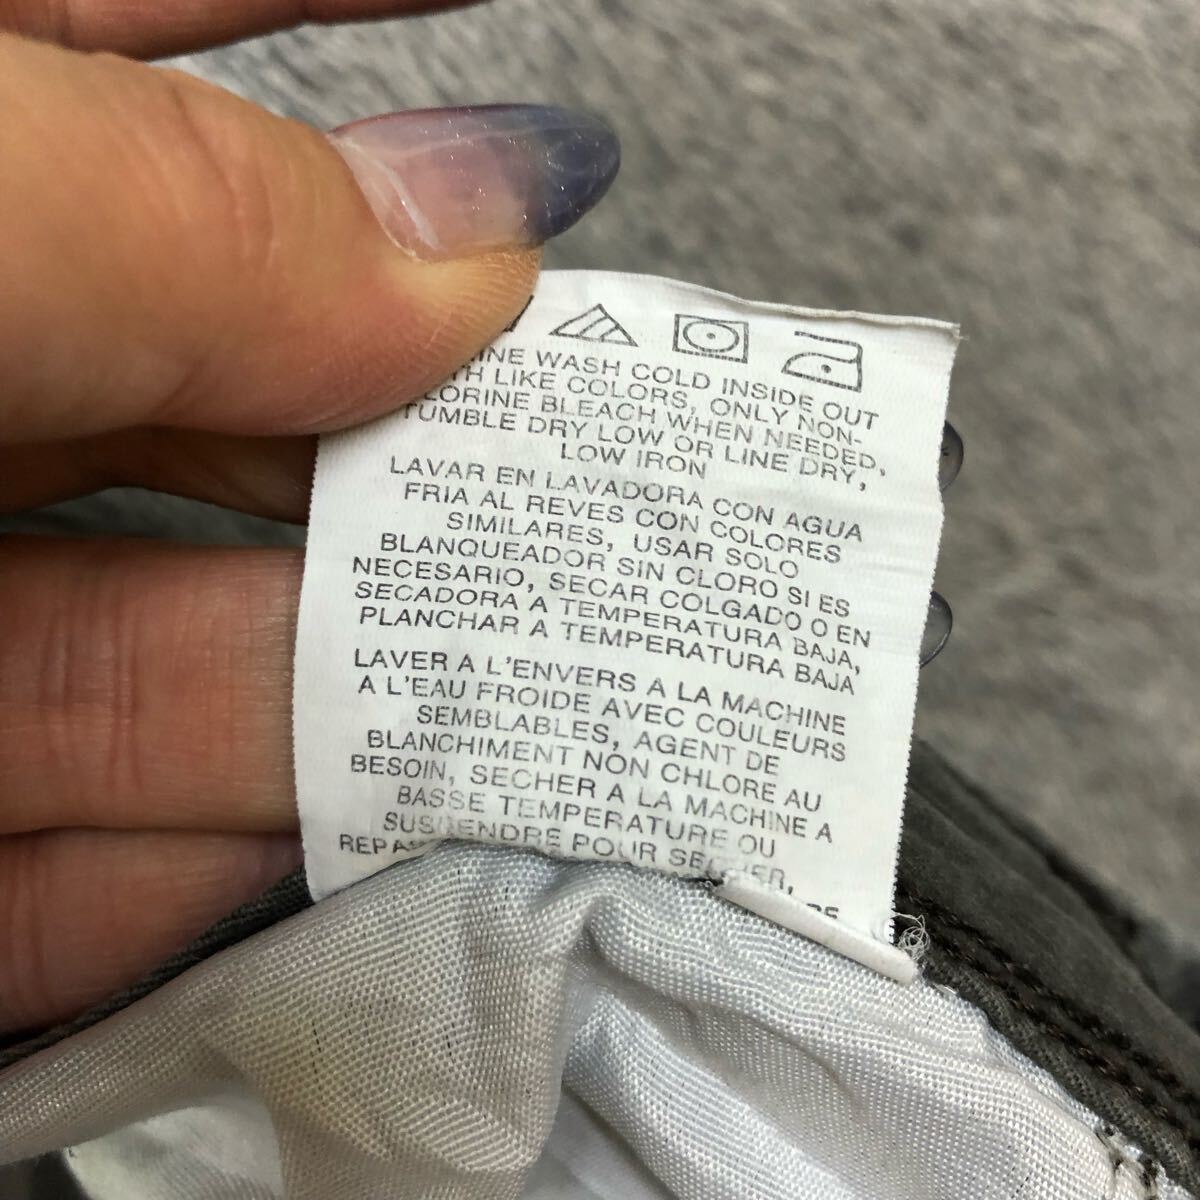 WASH COLD INSIDE OUT
LIKE COLORS, ONLY NON-
BLEACH WHEN NEEDED,
TUMBLE DRY LOW OR LINE DRY,
LOW IRON
LAVAR EN LAVADORA CON AGUA
FRIA AL REVES CON COLORES
SIMILARES, USAR SOLO
BLANQUEADOR SIN CLORO SI ES
NECESARIO, SECAR COLGADO O EN
SECADORA A TEMPERATURA BAJA,
PLANCHAR A TEMPERATURA BAJA
LAVER A L'ENVERS A LA MACHINE
A L'EAU FROIDE AVEC COULEURS
SEMBLABLES, AGENT DE
BLANCHIMENT NON CHLORE AU
BESOIN, SECHER A LA MACHINE A
BASSE TEMPERATURE OU
SUSPENDRE POUR SECHER,